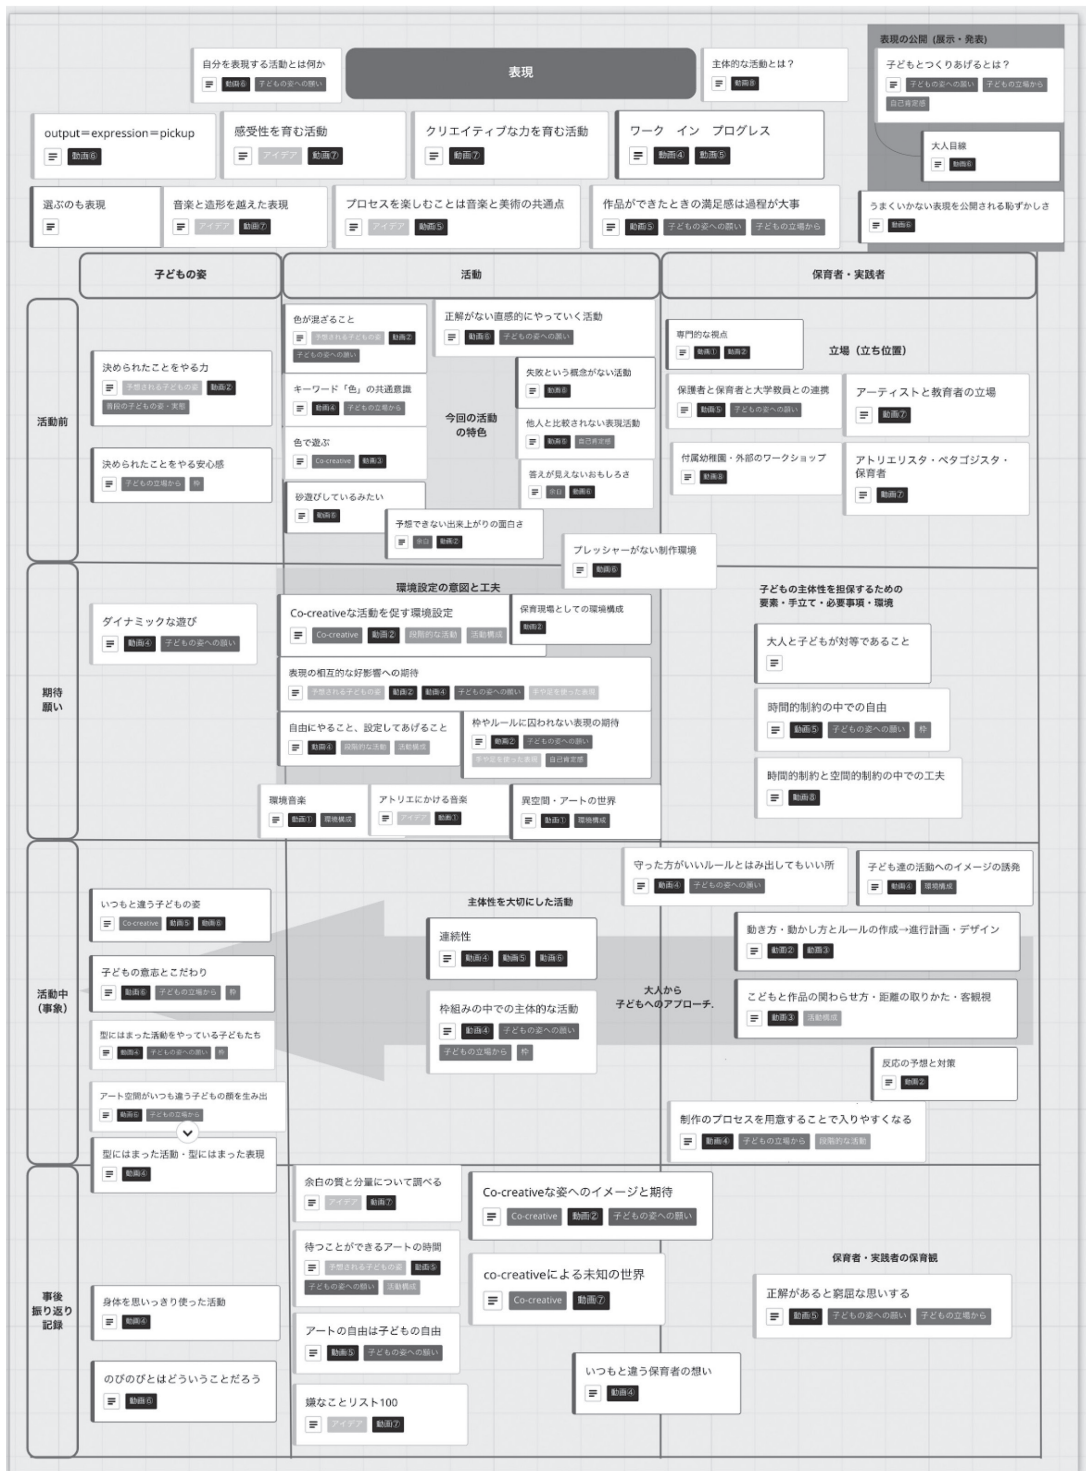 表現の公開（展示・発表）
自分を表現する活動とは何か
動画⑥ 子どもの姿への願い
表現
主体的な活動とは？
動画⑧
子どもとつくりあげるとは？
子どもの姿への願い 子どもの立場から
自己肯定感
大人目線
動画⑥
うまくいかない表現を公開される恥ずかしさ
動画⑥
output＝expression＝pickup
動画⑥
感受性を育む活動
アイデア 動画⑦
クリエイティブな力を育む活動
動画⑦
ワーク イン プログレス
動画④ 動画⑤
選ぶのも表現
音楽と造形を越えた表現
アイデア 動画⑦
プロセスを楽しむことは音楽と美術の共通点
アイデア 動画⑤
作品ができたときの満足感は過程が大事
動画⑤ 子どもの姿への願い 子どもの立場から
子どもの姿
活動
保育者・実践者
活動前
決められたことをやる力
予想される子どもの姿 動画②
普段の子どもの姿・実態
決められたことをやる安心感
子どもの立場から 枠
色が混ざること
予想される子どもの姿 動画②
子どもの姿への願い
キーワード「色」の共通意識
動画④ 子どもの立場から
色で遊ぶ
Co-creative 動画③
砂遊びしているみたい
動画⑥
予想できない出来上がりの面白さ
余白 動画②
正解がない直感的にやっていく活動
動画⑥ 子どもの姿への願い
今回の活動
の特色
失敗という概念がない活動
動画⑧
他人と比較されない表現活動
動画⑥ 自己肯定感
答えが見えないおもしろさ
余白 動画⑥
プレッシャーがない制作環境
動画⑥
専門的な視点
動画① 動画②
立場（立ち位置）
保護者と保育者と大学教員との連携
動画⑤ 子どもの姿への願い
アーティストと教育者の立場
動画⑦
付属幼稚園・外部のワークショップ
動画⑧
アトリエリスタ・ペタゴジスタ・
保育者
動画⑦
期待
願い
ダイナミックな遊び
動画④ 子どもの姿への願い
環境設定の意図と工夫
Co-creativeな活動を促す環境設定
Co-creative 動画② 段階的な活動 活動構成
保育現場としての環境構成
動画②
表現の相互的な好影響への期待
予想される子どもの姿 動画② 動画④ 子どもの姿への願い 手や足を使った表現
自由にやること、設定してあげること
動画④ 段階的な活動 活動構成
枠やルールに囚われない表現の期待
動画② 子どもの姿への願い
手や足を使った表現 自己肯定感
環境音楽
動画① 環境構成
アトリエにかける音楽
アイデア 動画①
異空間・アートの世界
動画① 環境構成
子どもの主体性を担保するための
要素・手立て・必要事項・環境
大人と子どもが対等であること
時間的制約の中での自由
動画⑤ 子どもの姿への願い 枠
時間的制約と空間的制約の中での工夫
動画⑧
活動中
（事象）
いつもと違う子どもの姿
Co-creative 動画⑤ 動画⑥
子どもの意志とこだわり
動画⑥ 子どもの立場から 枠
型にはまった活動をやっている子どもたち
動画④ 子どもの姿への願い 枠
アート空間がいつも違う子どもの顔を生み出
動画⑥ 子どもの立場から
型にはまった活動・型にはまった表現
動画④
主体性を大切にした活動
連続性
動画④ 動画⑤ 動画⑥
枠組みの中での主体的な活動
動画④ 子どもの姿への願い
子どもの立場から 枠
大人から
子どもへのアプローチ.
守った方がいいルールとはみ出してもいい所
動画④ 子どもの姿への願い
子ども達の活動へのイメージの誘発
動画④ 環境構成
動き方・動かし方とルールの作成→進行計画・デザイン
動画② 動画③
こどもと作品の関わらせ方・距離の取りかた・客観視
動画③ 活動構成
反応の予想と対策
動画②
制作のプロセスを用意することで入りやすくなる
動画④ 子どもの立場から 段階的な活動
事後
振り返り
記録
身体を思いっきり使った活動
動画④
のびのびとはどういうことだろう
動画⑥
余白の質と分量について調べる
アイデア 動画⑦
待つことができるアートの時間
予想される子どもの姿 動画⑤
子どもの姿への願い 活動構成
アートの自由は子どもの自由
動画⑤ 子どもの姿への願い
嫌なことリスト100
アイデア 動画⑦
Co-creativeな姿へのイメージと期待
Co-creative 動画② 子どもの姿への願い
co-creativeによる未知の世界
Co-creative 動画⑦
いつもと違う保育者の想い
動画④
保育者・実践者の保育観
正解があると窮屈な思いする
動画⑤ 子どもの姿への願い 子どもの立場から